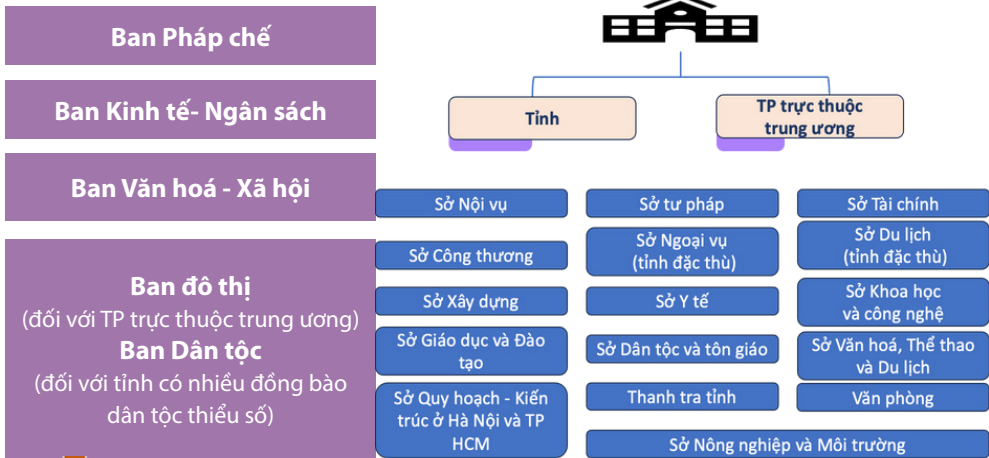 Ban Pháp chế
Ban Kinh tế- Ngân sách
Ban Văn hoá - Xã hội
Ban đô thị
(đối với TP trực thuộc trung ương)
Ban Dân tộc
(đối với tỉnh có nhiều đồng bào
dân tộc thiểu số)
Tỉnh
TP trực thuộc
trung ương
Sở Nội vụ
Sở tư pháp
Sở Tài chính
Sở Công thương
Sở Ngoại vụ
(tỉnh đặc thù)
Sở Du lịch
(tỉnh đặc thù)
Sở Xây dựng
Sở Y tế
Sở Khoa học
và công nghệ
Sở Giáo dục và Đào
tạo
Sở Dân tộc và tôn giáo
Sở Văn hoá, Thể thao
và Du lịch
Sở Quy hoạch - Kiến
trúc ở Hà Nội và TP
HCM
Thanh tra tỉnh
Văn phòng
Sở Nông nghiệp và Môi trường